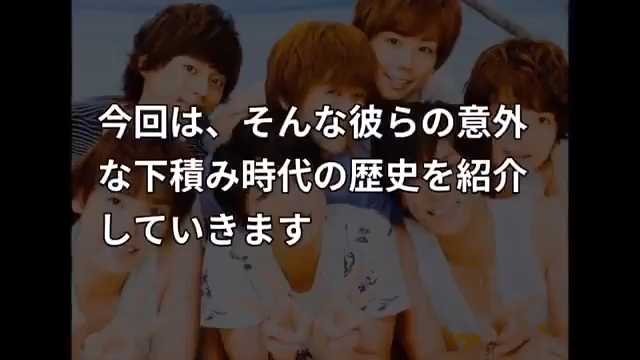 今回は、そんな彼らの意外
な下積み時代の歴史を紹介
していきます